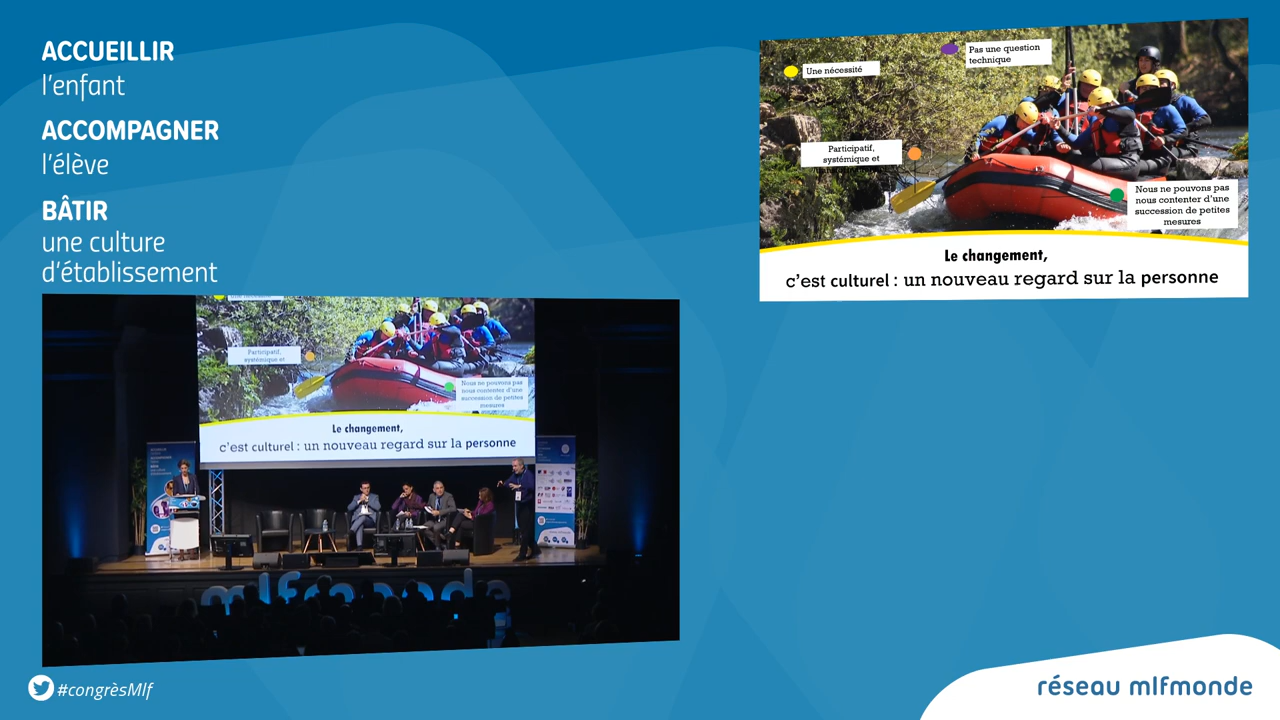 ACCUEILLIR
l'enfant
ACCOMPAGNER
l'élève
BÂTIR
une culture
d'établissement
Une nécessité
Pas une question
technique
Participatif,
systémique et
Nous ne pouvons pas
nous contenter d'une
succession de petites
mesures
Le changement,
c'est culturel : un nouveau regard sur la personne
Participatif,
systémique et
Nous ne pouvons pas
nous contenter d'une
succession de petites
mesures
Le changement,
c'est culturel : un nouveau regard sur la personne
mlfmonde
#congrèsMlf
réseau mlfmonde